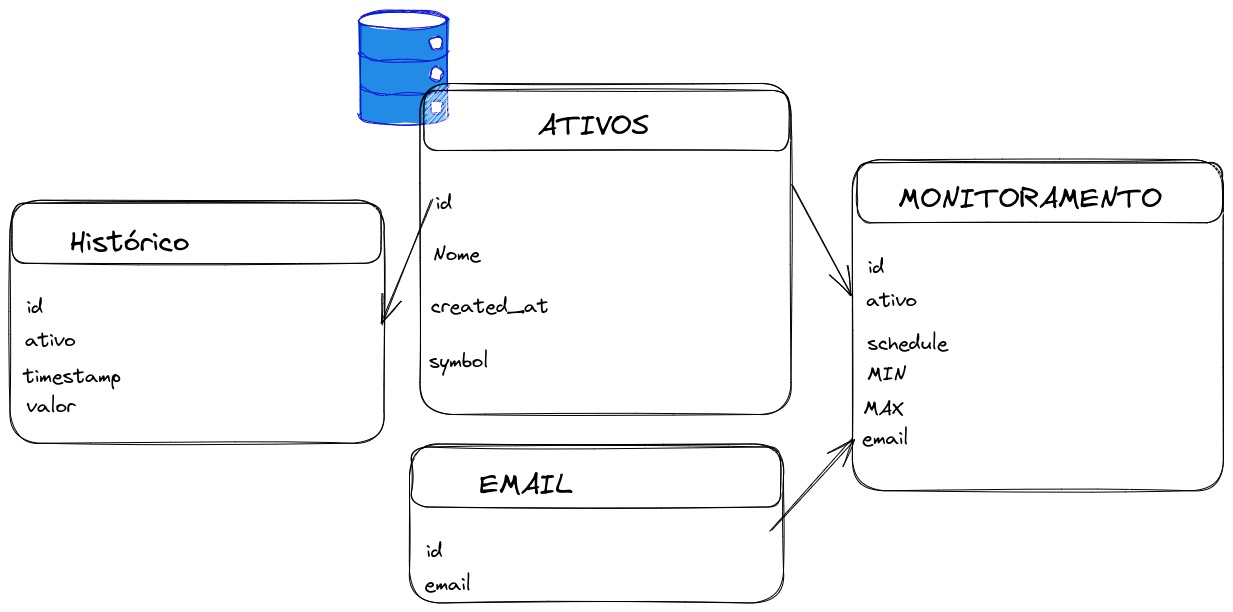 ATIVOS
id
Nome
created_at
symbol
Histórico
id
ativo
timestamp
valor
MONITORAMENTO
id
ativo
schedule
MIN
MAX
email
EMAIL
id
email